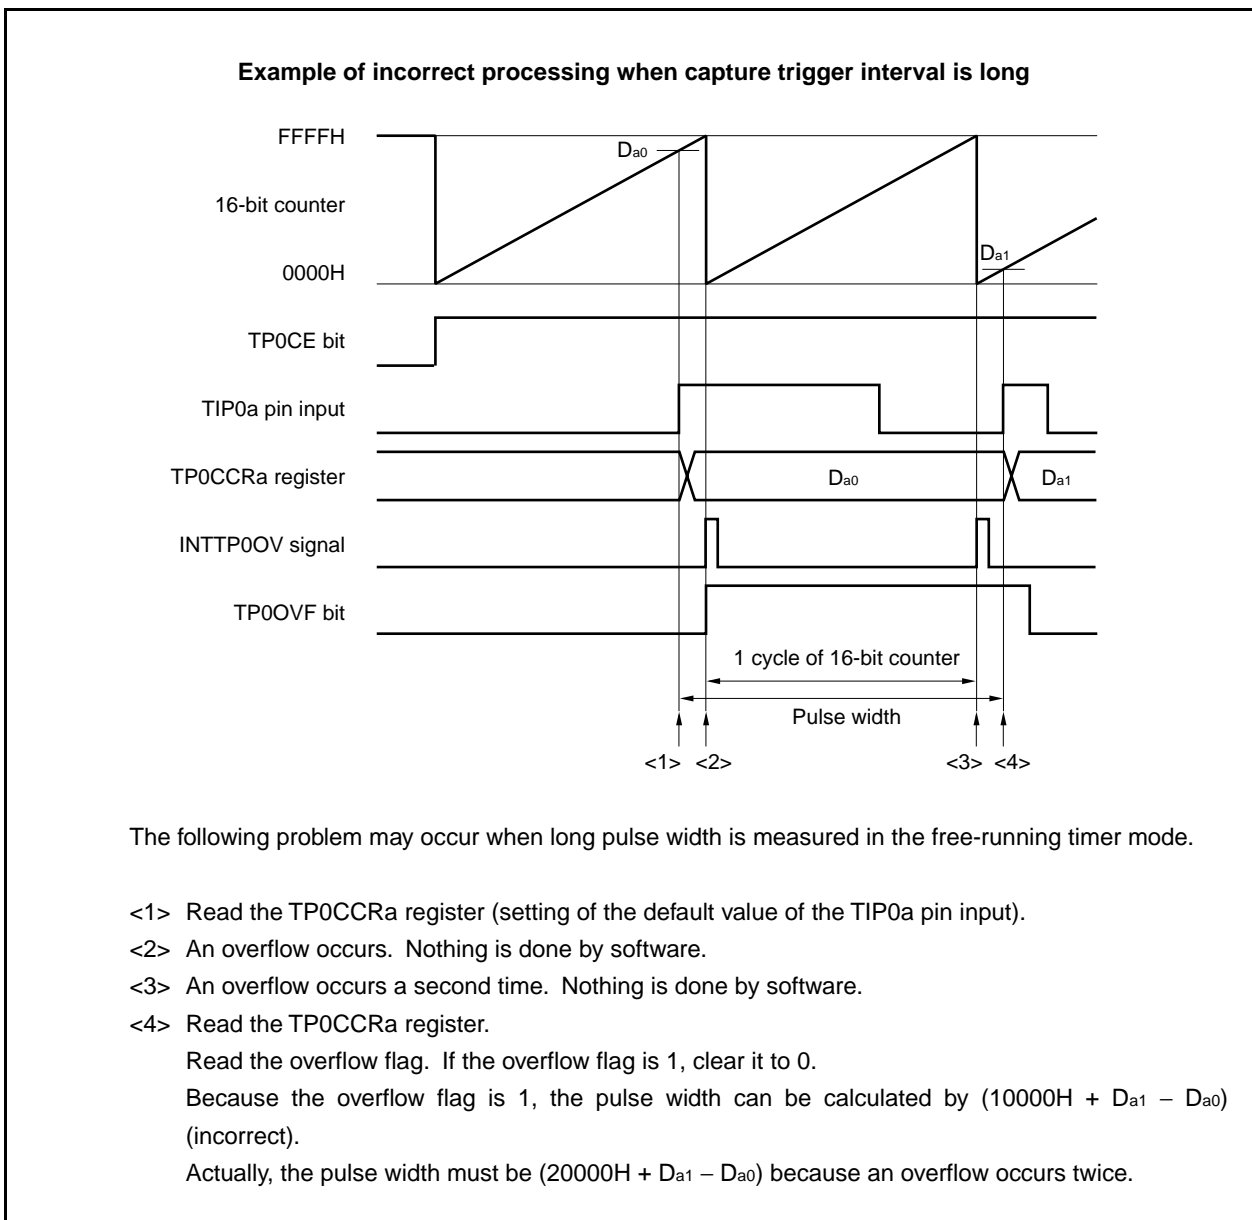 Example of incorrect processing when capture trigger interval is long
FFFFH
Da0
16-bit counter
Da1
0000H
TP0CE bit
TIP0a pin input
TP0CCRa register
Da0
Da1
INTTP0OV signal
TP0OVF bit
1 cycle of 16-bit counter
Pulse width
<1> <2> <3> <4>
The following problem may occur when long pulse width is measured in the free-running timer mode.
<1> Read the TP0CCRa register (setting of the default value of the TIP0a pin input).
<2> An overflow occurs. Nothing is done by software.
<3> An overflow occurs a second time. Nothing is done by software.
<4> Read the TP0CCRa register.
Read the overflow flag. If the overflow flag is 1, clear it to 0.
Because the overflow flag is 1, the pulse width can be calculated by (10000H + Da1 − Da0)
(incorrect).
Actually, the pulse width must be (20000H + Da1 − Da0) because an overflow occurs twice.